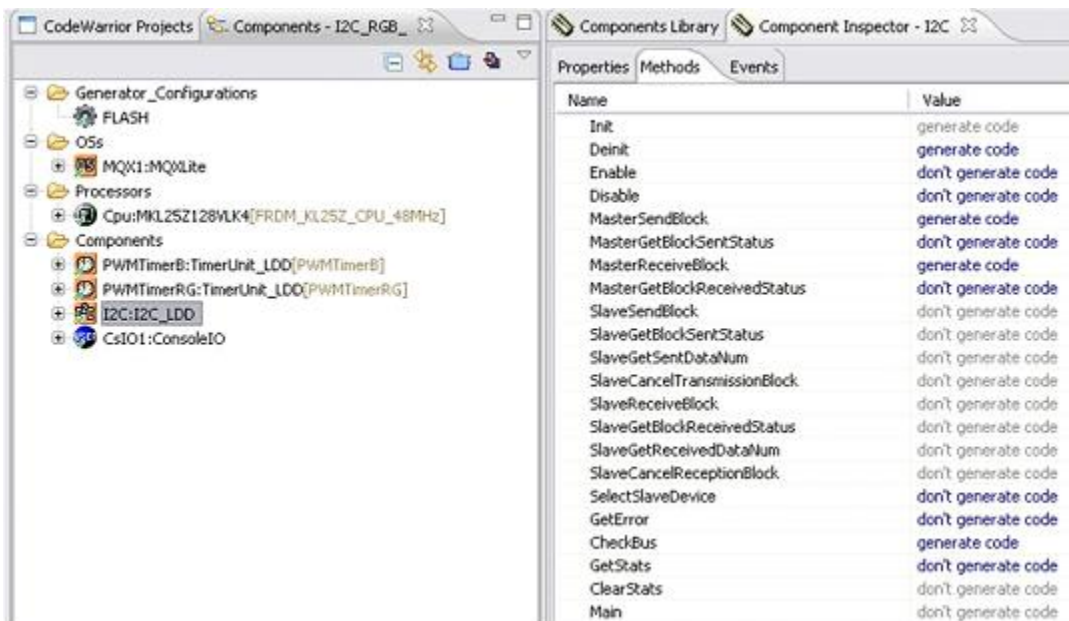 CodeWarrior Projects
Components - I2C_RGB_
Generator_Configurations
FLASH
OSs
MQX1:MQXLite
Processors
Cpu:MKL25Z128VLK4[FRDM_KL25Z_CPU_48MHz]
Components
PWMTimerB:TimerUnit_LDD[PWMTimerB]
PWMTimerRG:TimerUnit_LDD[PWMTimerRG]
I2C:I2C_LDD
CsIO1:ConsoleIO
Components Library
Component Inspector - I2C
Properties Methods Events
Name Value
Init generate code
Deinit generate code
Enable don't generate code
Disable don't generate code
MasterSendBlock generate code
MasterGetBlockSentStatus don't generate code
MasterReceiveBlock generate code
MasterGetBlockReceivedStatus don't generate code
SlaveSendBlock don't generate code
SlaveGetBlockSentStatus don't generate code
SlaveGetSentDataNum don't generate code
SlaveCancelTransmissionBlock don't generate code
SlaveReceiveBlock don't generate code
SlaveGetBlockReceivedStatus don't generate code
SlaveGetReceivedDataNum don't generate code
SlaveCancelReceptionBlock don't generate code
SelectSlaveDevice don't generate code
GetError don't generate code
CheckBus generate code
GetStats don't generate code
ClearStats don't generate code
Main don't generate code